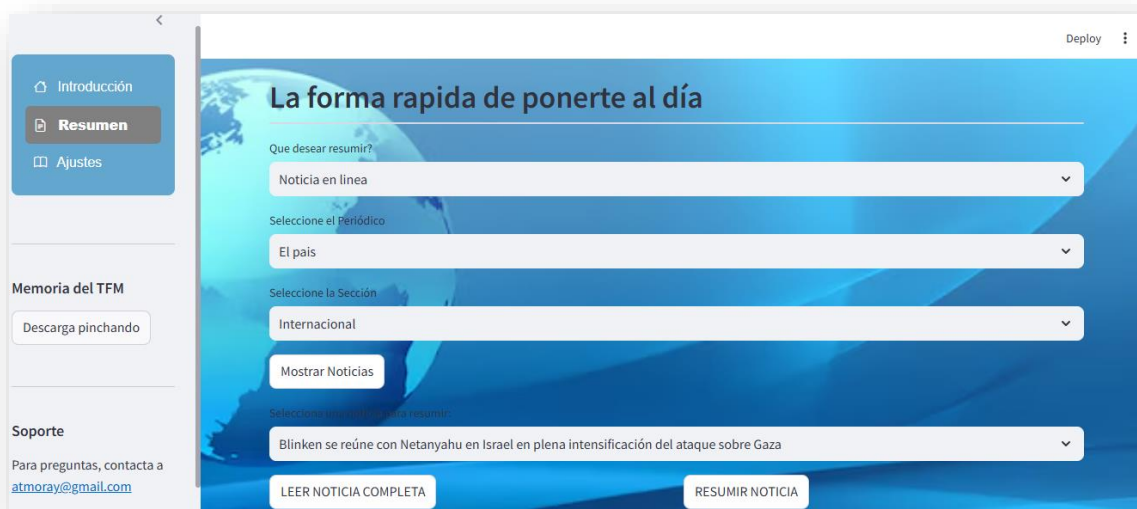 Introducción
Resumen
Ajustes
Memoria del TFM
Descarga pinchando
Soporte
Para preguntas, contacta a
atmoray@gmail.com
Deploy
La forma rapida de ponerte al día
Que desear resumir?
Noticia en linea
Seleccione el Periódico
El pais
Seleccione la Sección
Internacional
Mostrar Noticias
Selecciona una noticia para resumir:
Blinken se reúne con Netanyahu en Israel en plena intensificación del ataque sobre Gaza
LEER NOTICIA COMPLETA
RESUMIR NOTICIA